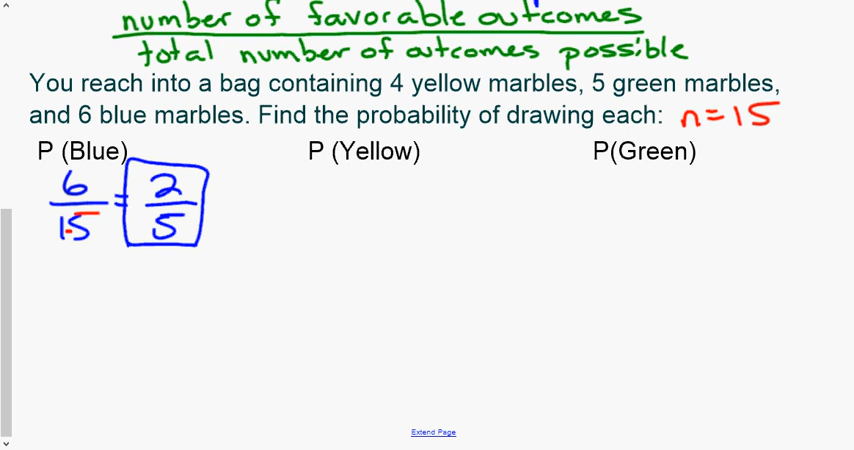 number of favorable outcomes
total number of outcomes possible
You reach into a bag containing 4 yellow marbles, 5 green marbles,
and 6 blue marbles. Find the probability of drawing each: n=15
P (Blue) P (Yellow) P(Green)
6/15 = 2/5
Extend Page